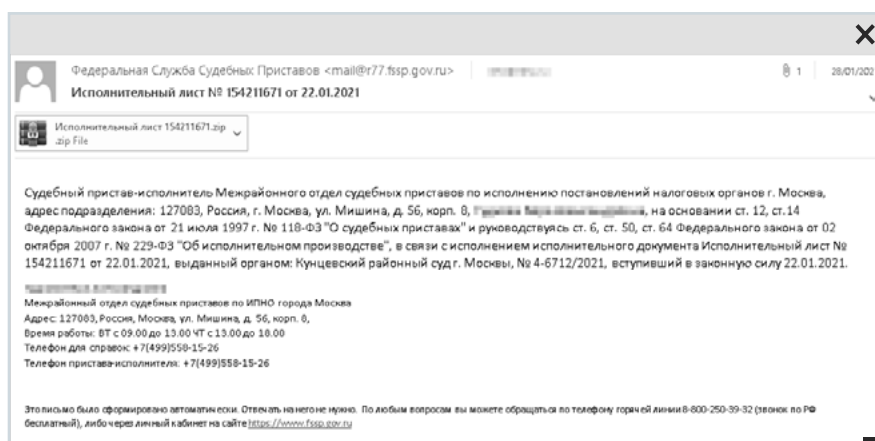 Федеральная Служба Судебных Приставов <mail@r77.fssp.gov.ru>
1
28/01/202
Исполнительный лист № 154211671 от 22.01.2021
Исполнительный лист 154211671.zip
.zip File
Судебный пристав-исполнитель Межрайонного отдел судебных приставов по исполнению постановлений налоговых органов г. Москва,
адрес подразделения: 127083, Россия, г. Москва, ул. Мишина, д. 56, корп. 8, , на основании ст. 12, ст.14
Федерального закона от 21 июля 1997 г. № 118-ФЗ "О судебных приставах" и руководствуясь ст. 6, ст. 50, ст. 64 Федерального закона от 02
октября 2007 г. № 229-ФЗ "Об исполнительном производстве", в связи с исполнением исполнительного документа Исполнительный лист №
154211671 от 22.01.2021, выданный органом: Кунцевский районный суд г. Москвы, № 4-6712/2021, вступивший в законную силу 22.01.2021.
Межрайонный отдел судебных приставов по ИПНО города Москва
Адрес: 127083, Россия, Москва, ул. Мишина, д. 56, корп. 8,
Время работы: ВТ с 09.00 до 13.00 ЧТ с 13.00 до 18.00
Телефон для справок: +7(499)558-15-26
Телефон пристава-исполнителя: +7(499)558-15-26
Это письмо было сформировано автоматически. Отвечать на него не нужно. По любым вопросам вы можете обращаться по телефону горячей линии 8-800-250-39-32 (звонок по РФ
бесплатный), либо через личный кабинет на сайте https://www.fssp.gov.ru